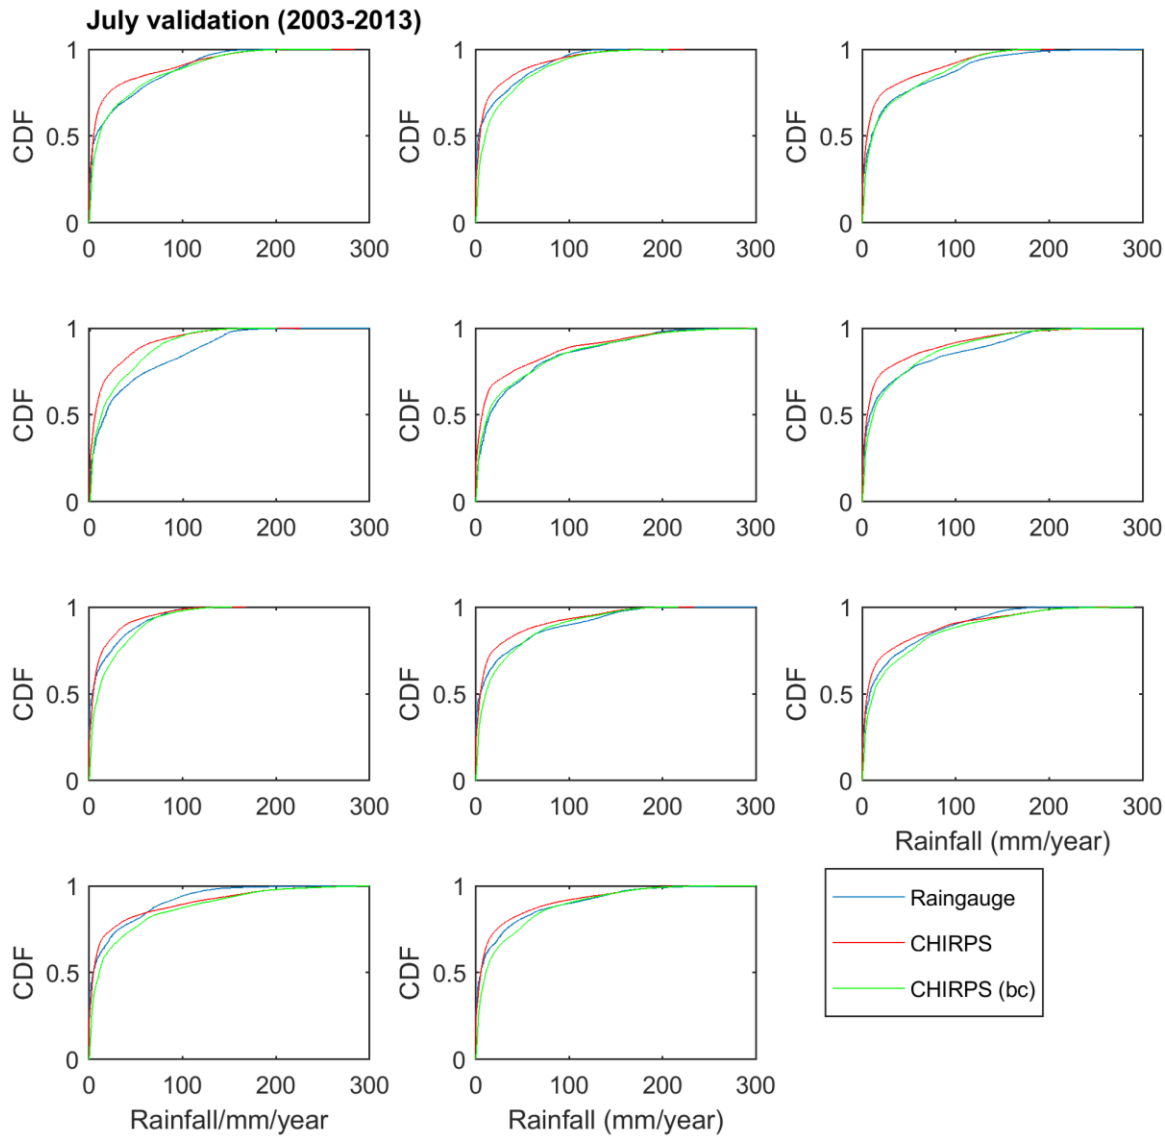 July validation (2003-2013)
1 1 1
CDF CDF CDF
0.5 0.5 0.5
0 0 0
0 100 200 300 0 100 200 300 0 100 200 300
1 1 1
CDF CDF CDF
0.5 0.5 0.5
0 0 0
0 100 200 300 0 100 200 300 0 100 200 300
1 1 1
CDF CDF CDF
0.5 0.5 0.5
0 0 0
0 100 200 300 0 100 200 300 0 100 200 300
Rainfall (mm/year)
1 1
CDF CDF
0.5 0.5
0 0
0 100 200 300 0 100 200 300
Rainfall/mm/year Rainfall (mm/year)
Raingauge
CHIRPS
CHIRPS (bc)